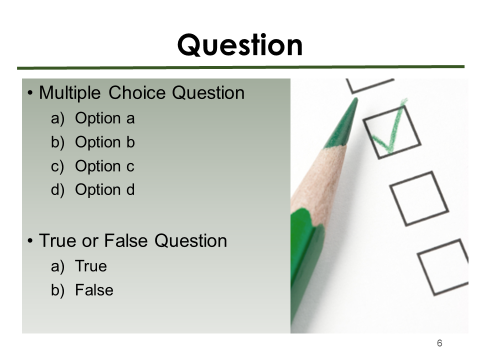 Question
• Multiple Choice Question
a) Option a
b) Option b
c) Option c
d) Option d
• True or False Question
a) True
b) False
6